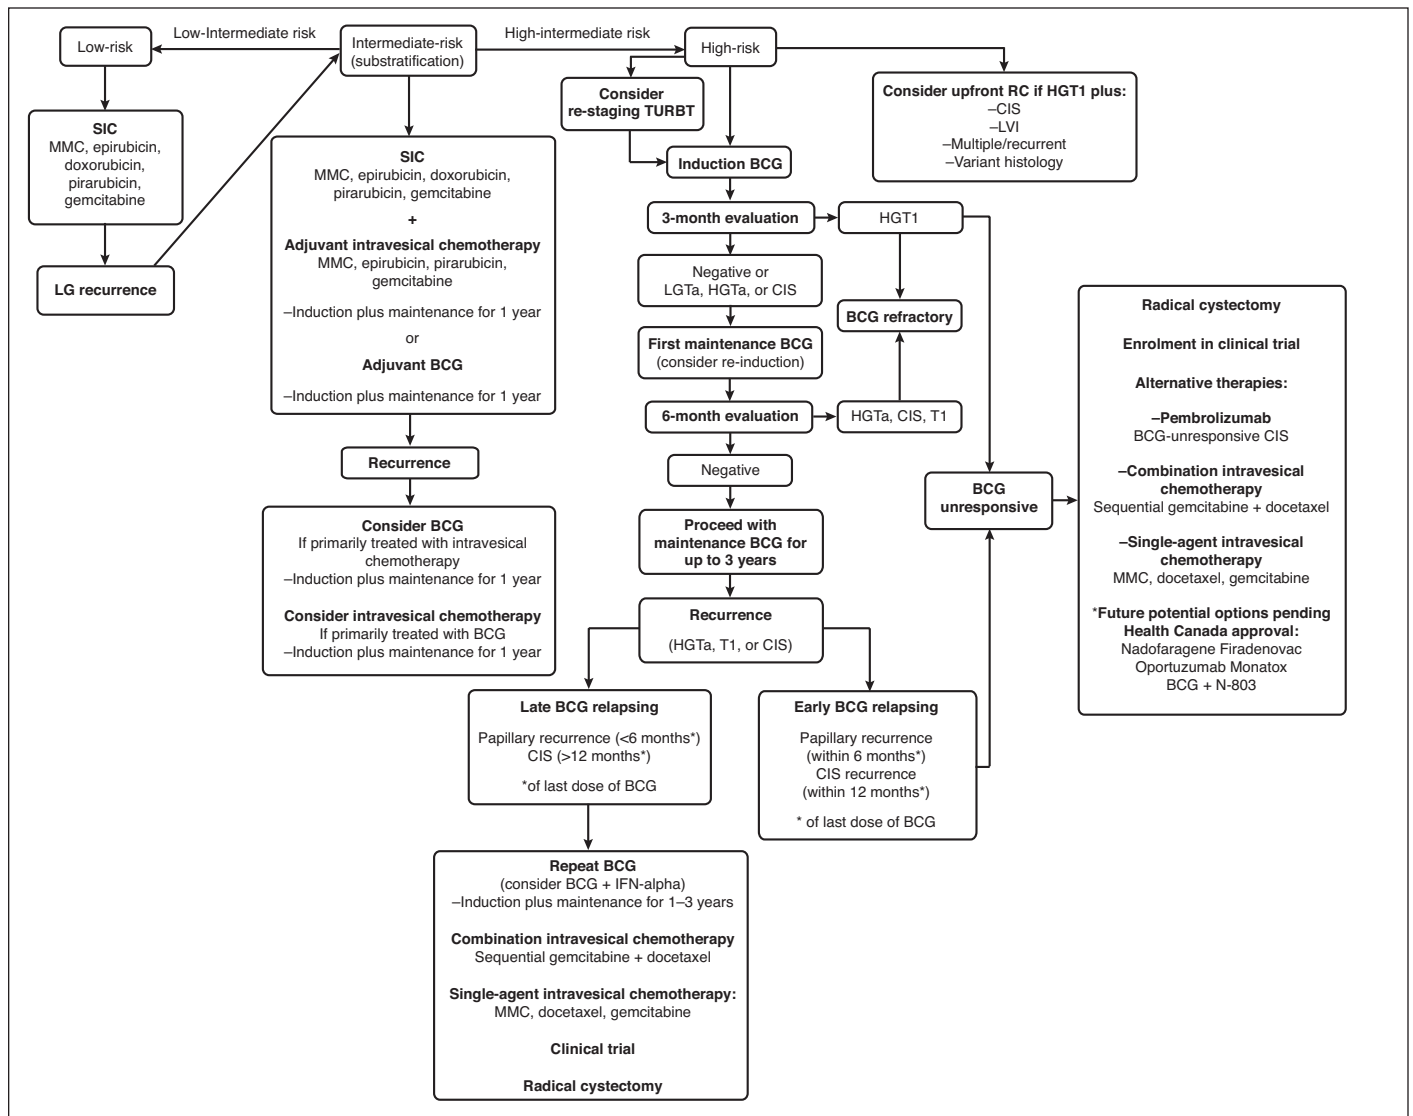 Low-Intermediate risk
High-intermediate risk
Low-risk
Intermediate-risk
(substratification)
High-risk
Consider
re-staging TURBT
Consider upfront RC if HGT1 plus:
–CIS
–LVI
–Multiple/recurrent
–Variant histology
SIC
MMC, epirubicin,
doxorubicin,
pirarubicin,
gemcitabine
LG recurrence
SIC
MMC, epirubicin, doxorubicin,
pirarubicin, gemcitabine
+
Adjuvant intravesical chemotherapy
MMC, epirubicin, pirarubicin,
gemcitabine
–Induction plus maintenance for 1 year
or
Adjuvant BCG
–Induction plus maintenance for 1 year
Recurrence
Consider BCG
If primarily treated with intravesical
chemotherapy
–Induction plus maintenance for 1 year
Consider intravesical chemotherapy
If primarily treated with BCG
–Induction plus maintenance for 1 year
Induction BCG
3-month evaluation
HGT1
Negative or
LGTa, HGTa, or CIS
BCG refractory
First maintenance BCG
(consider re-induction)
6-month evaluation
HGTa, CIS, T1
Negative
Proceed with
maintenance BCG for
up to 3 years
Recurrence
(HGTa, T1, or CIS)
Late BCG relapsing
Papillary recurrence (<6 months*)
CIS (>12 months*)
*of last dose of BCG
Early BCG relapsing
Papillary recurrence
(within 6 months*)
CIS recurrence
(within 12 months*)
* of last dose of BCG
Repeat BCG
(consider BCG + IFN-alpha)
–Induction plus maintenance for 1–3 years
Combination intravesical chemotherapy
Sequential gemcitabine + docetaxel
Single-agent intravesical chemotherapy:
MMC, docetaxel, gemcitabine
Clinical trial
Radical cystectomy
BCG
unresponsive
Radical cystectomy
Enrolment in clinical trial
Alternative therapies:
–Pembrolizumab
BCG-unresponsive CIS
–Combination intravesical
chemotherapy
Sequential gemcitabine + docetaxel
–Single-agent intravesical
chemotherapy
MMC, docetaxel, gemcitabine
*Future potential options pending
Health Canada approval:
Nadofaragene Firadenovac
Oportuzumab Monatox
BCG + N-803